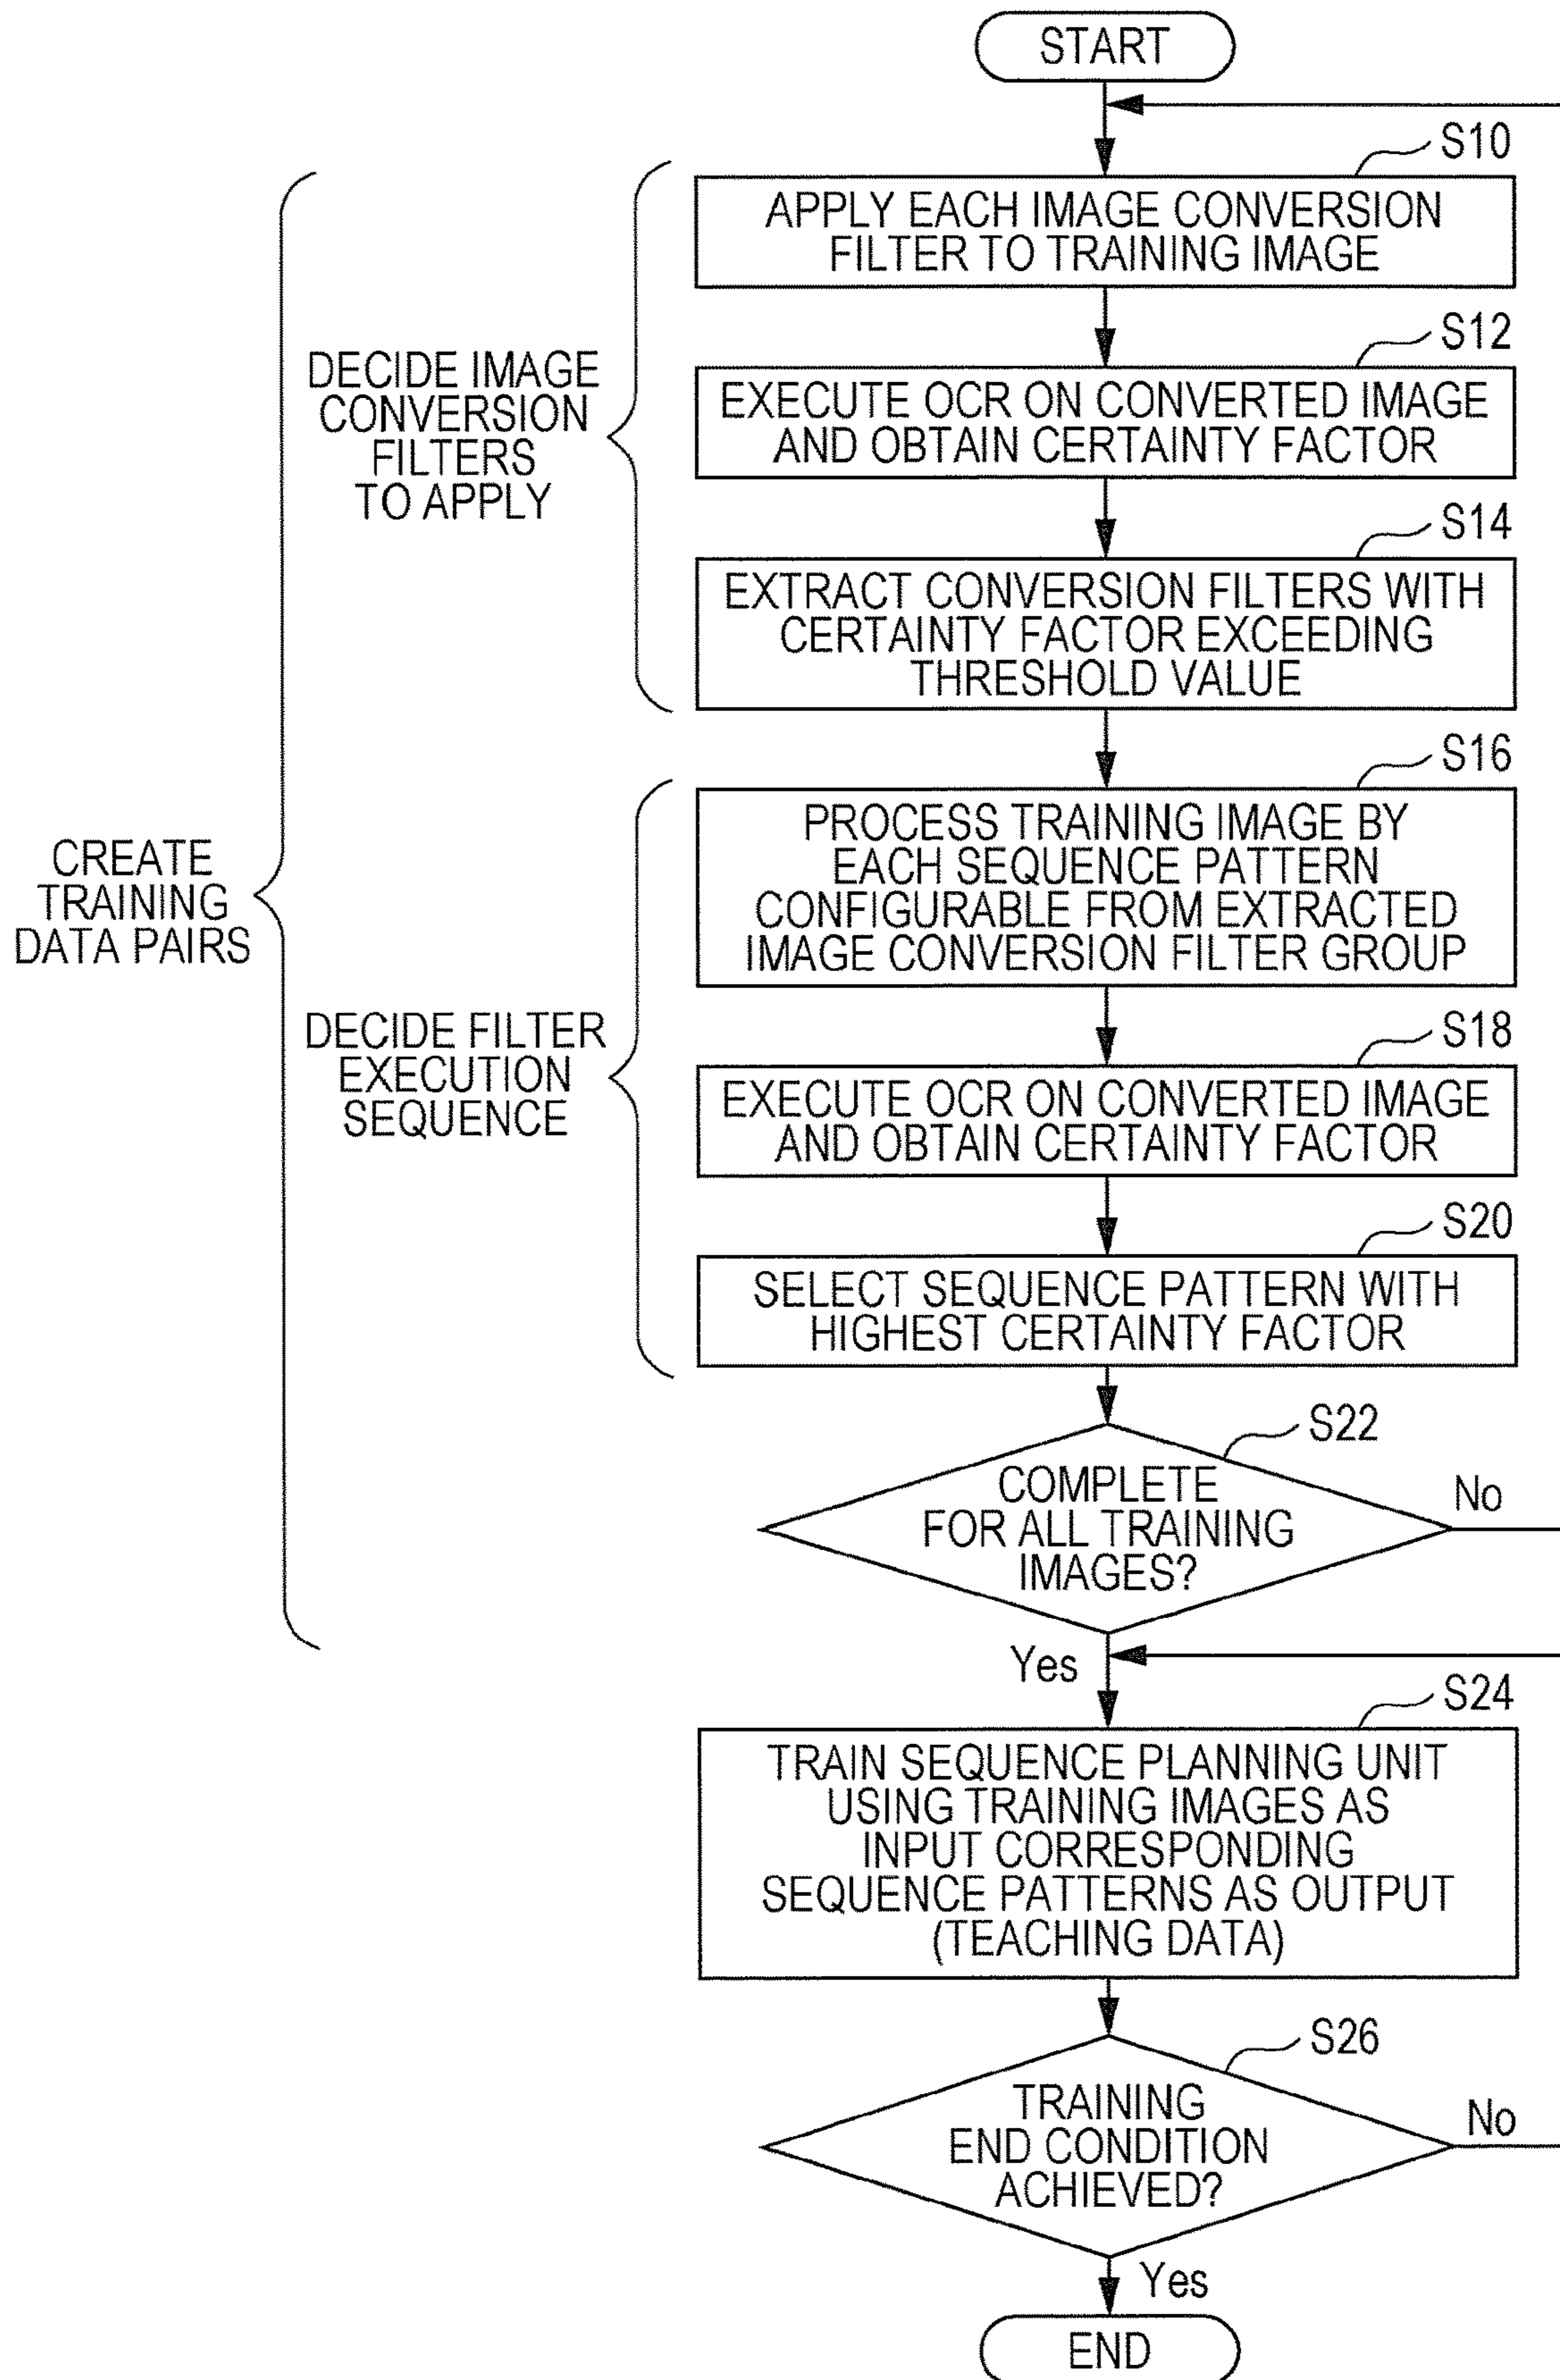 START
S10
APPLY EACH IMAGE CONVERSION
FILTER TO TRAINING IMAGE
S12
DECIDE IMAGE
CONVERSION
FILTERS
TO APPLY
EXECUTE OCR ON CONVERTED IMAGE
AND OBTAIN CERTAINTY FACTOR
S14
EXTRACT CONVERSION FILTERS WITH
CERTAINTY FACTOR EXCEEDING
THRESHOLD VALUE
S16
CREATE
TRAINING
DATA PAIRS
PROCESS TRAINING IMAGE BY
EACH SEQUENCE PATTERN
CONFIGURABLE FROM EXTRACTED
IMAGE CONVERSION FILTER GROUP
DECIDE FILTER
EXECUTION
SEQUENCE
S18
EXECUTE OCR ON CONVERTED IMAGE
AND OBTAIN CERTAINTY FACTOR
S20
SELECT SEQUENCE PATTERN WITH
HIGHEST CERTAINTY FACTOR
S22
COMPLETE
FOR ALL TRAINING
IMAGES?
No
Yes
S24
TRAIN SEQUENCE PLANNING UNIT
USING TRAINING IMAGES AS
INPUT CORRESPONDING
SEQUENCE PATTERNS AS OUTPUT
(TEACHING DATA)
S26
TRAINING
END CONDITION
ACHIEVED?
No
Yes
END